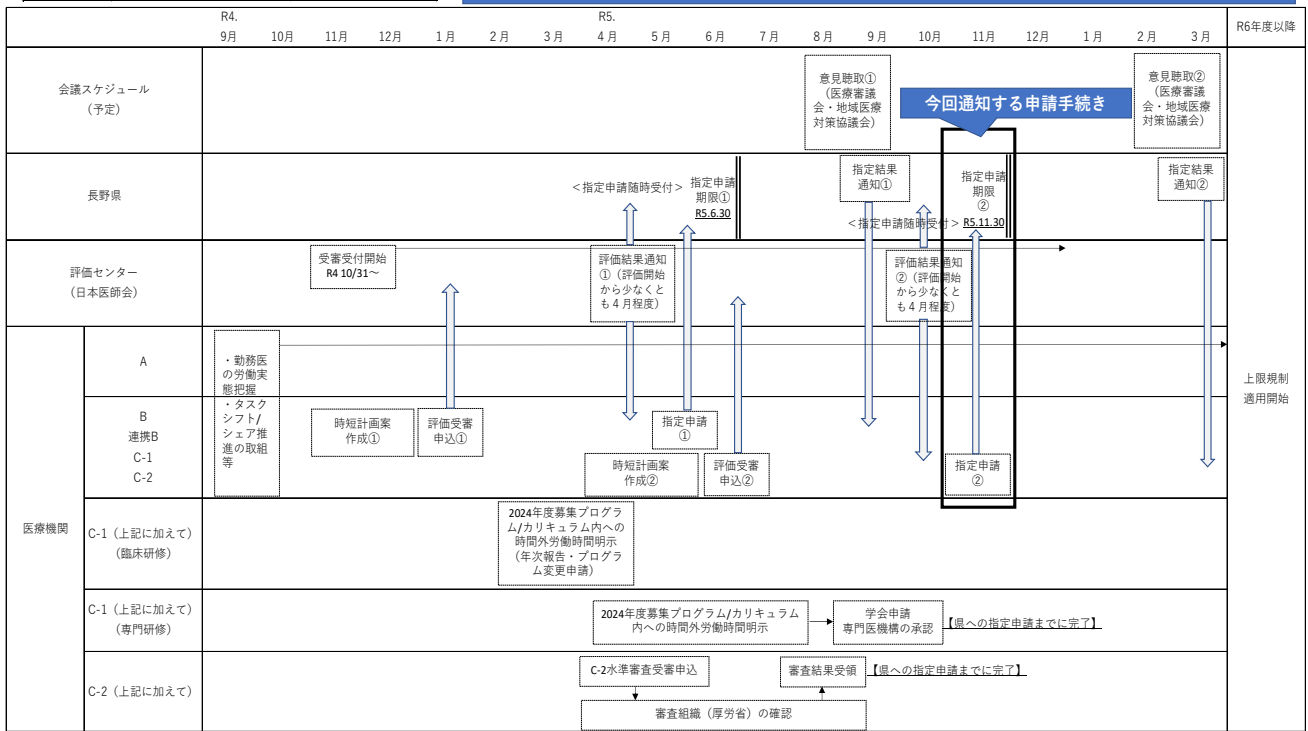 R4.
R5.
R6年度以降
9月
10月
11月
12月
1月
2月
3月
4月
5月
6月
7月
8月
9月
10月
11月
12月
1月
2月
3月
会議スケジュール
（予定）
意見聴取①
（医療審議
会・地域医療
対策協議会）
今回通知する申請手続き
意見聴取②
（医療審議
会・地域医療
対策協議会）
長野県
＜指定申請随時受付＞
指定申請
期限①
R5.6.30
指定結果
通知①
＜指定申請随時受付＞
指定申請
期限
②
R5.11.30
指定結果
通知②
評価センター
（日本医師会）
受審受付開始
R4 10/31～
評価結果通知
①（評価開始
から少なくと
も４月程度）
評価結果通知
②（評価開始
から少なくと
も４月程度）
医療機関
A
・勤務医
の労働実
態把握
・タスク
シフト/
シェア推
進の取組
等
B
連携B
C-1
C-2
時短計画案
作成①
評価受審
申込①
指定申請
①
時短計画案
作成②
評価受審
申込②
指定申請
②
上限規制
適用開始
C-1（上記に加えて）
（臨床研修）
2024年度募集プログラ
ム/カリキュラム内への
時間外労働時間明示
（年次報告・プログラ
ム変更申請）
C-1（上記に加えて）
（専門研修）
2024年度募集プログラム/カリキュラム
内への時間外労働時間明示
学会申請
専門医機構の承認
【県への指定申請までに完了】
C-2（上記に加えて）
C-2水準審査受審申込
審査結果受領
【県への指定申請までに完了】
審査組織（厚労省）の確認